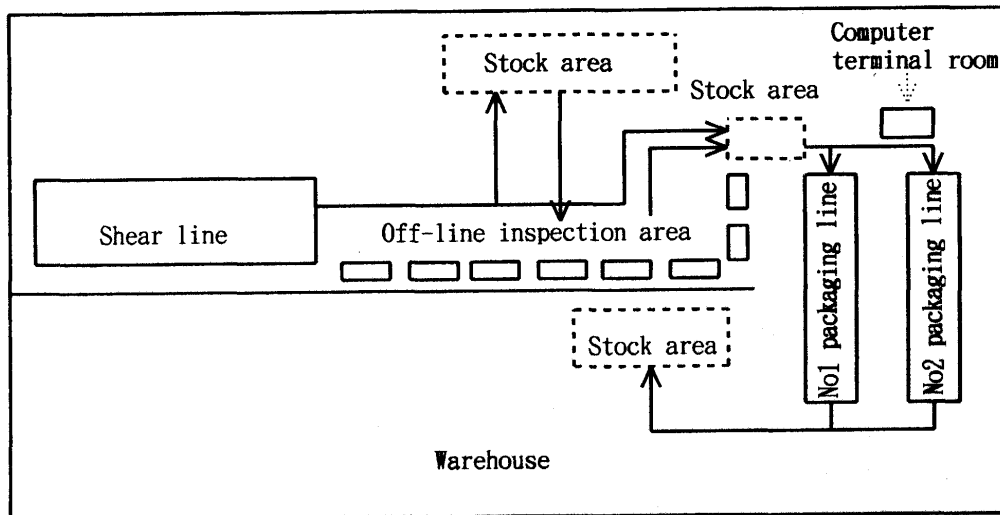 Computer
terminal room
Stock area
Stock area
Shear line
Off-line inspection area
No1 packaging line
No2 packaging line
Stock area
Warehouse